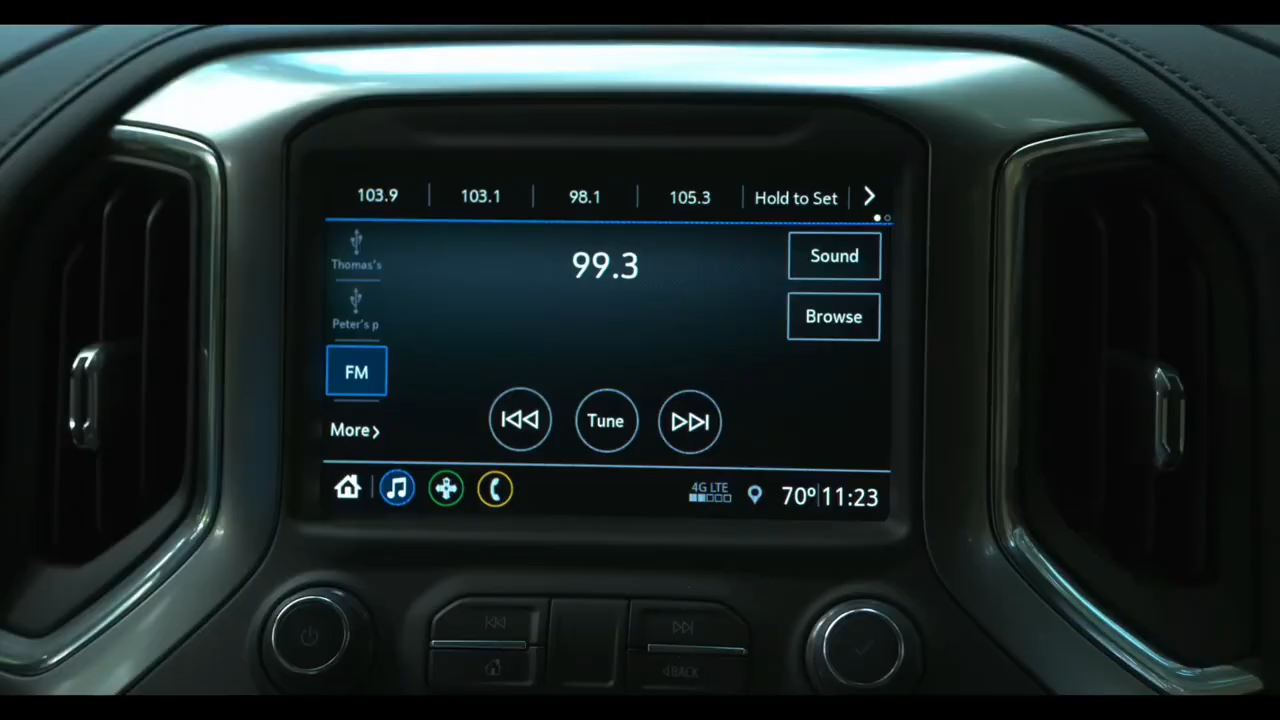 103.9 103.1 98.1 105.3 Hold to Set
99.3
Sound
Thomas's
Browse
Peter's p
FM
More
Tune
4G LTE
70° 11:23
BACK